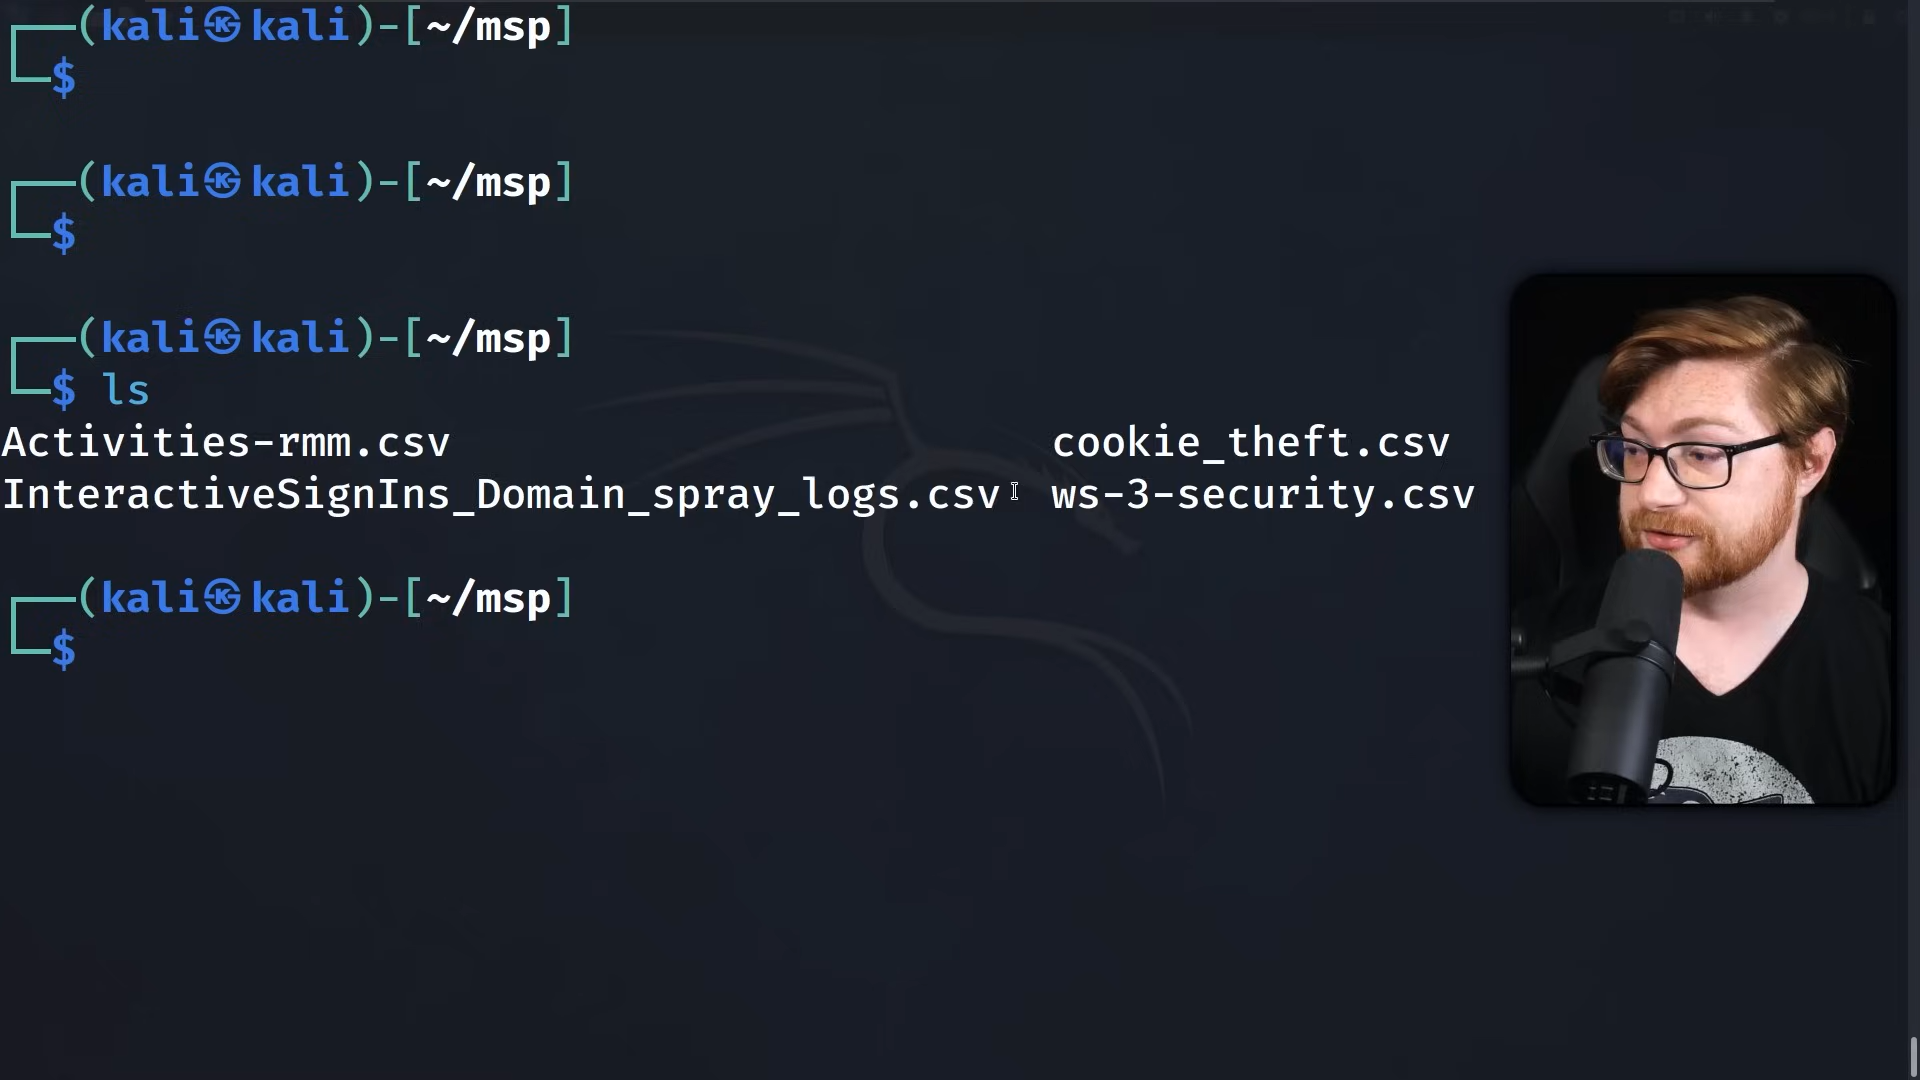 ┌──(kali㉿kali)-[~/msp]
└─$
┌──(kali㉿kali)-[~/msp]
└─$
┌──(kali㉿kali)-[~/msp]
└─$ ls
Activities-rmm.csv cookie_theft.csv
InteractiveSignIns_Domain_spray_logs.csv ws-3-security.csv
┌──(kali㉿kali)-[~/msp]
└─$